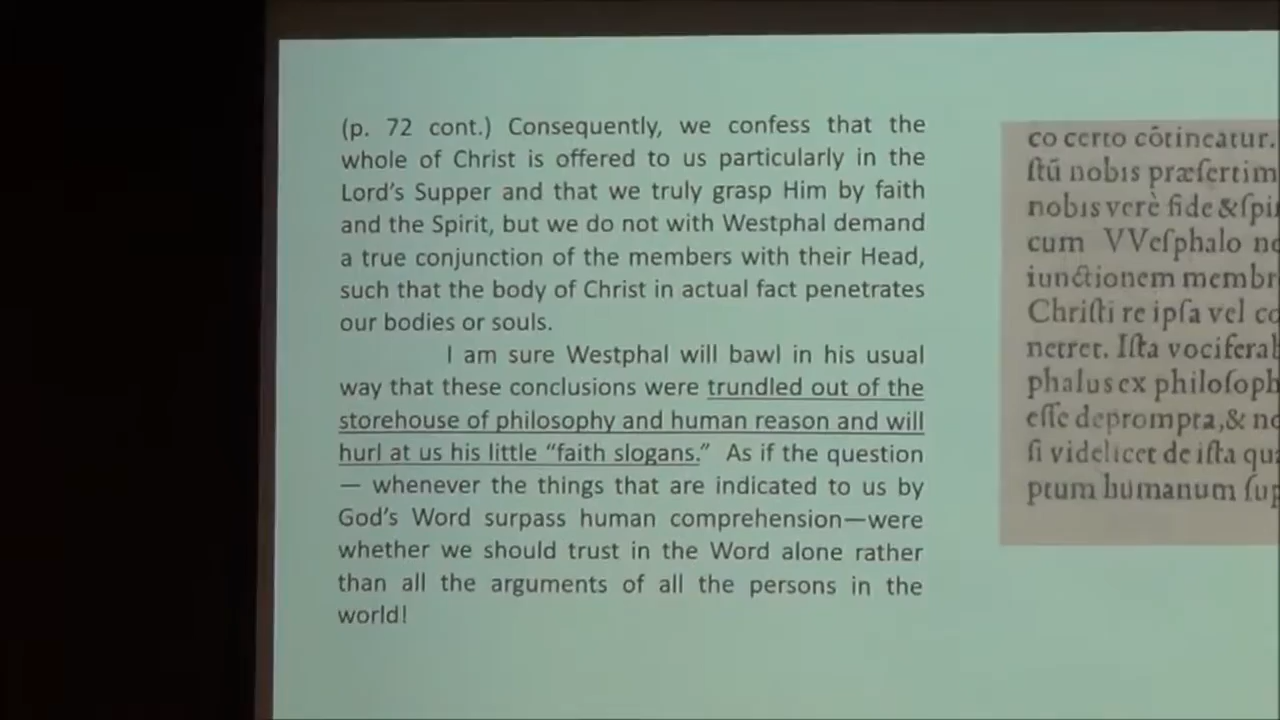 (p. 72 cont.) Consequently, we confess that the
whole of Christ is offered to us particularly in the
Lord's Supper and that we truly grasp Him by faith
and the Spirit, but we do not with Westphal demand
a true conjunction of the members with their Head,
such that the body of Christ in actual fact penetrates
our bodies or souls.
I am sure Westphal will bawl in his usual
way that these conclusions were trundled out of the
storehouse of philosophy and human reason and will
hurl at us his little “faith slogans.” As if the question
— whenever the things that are indicated to us by
God's Word surpass human comprehension—were
whether we should trust in the Word alone rather
than all the arguments of all the persons in the
world!
co certo cōtineatur.
ſtū nobis præſertim
nobis verè fide &ſpi
cum VVeſphalo no
iunctionem membr
Chriſti re ipſa vel co
netret. Iſta vociferab
phalus ex philoſoph
eſſe deprompta,& no
ſi videlicet de iſta qu
ptum humanum ſup